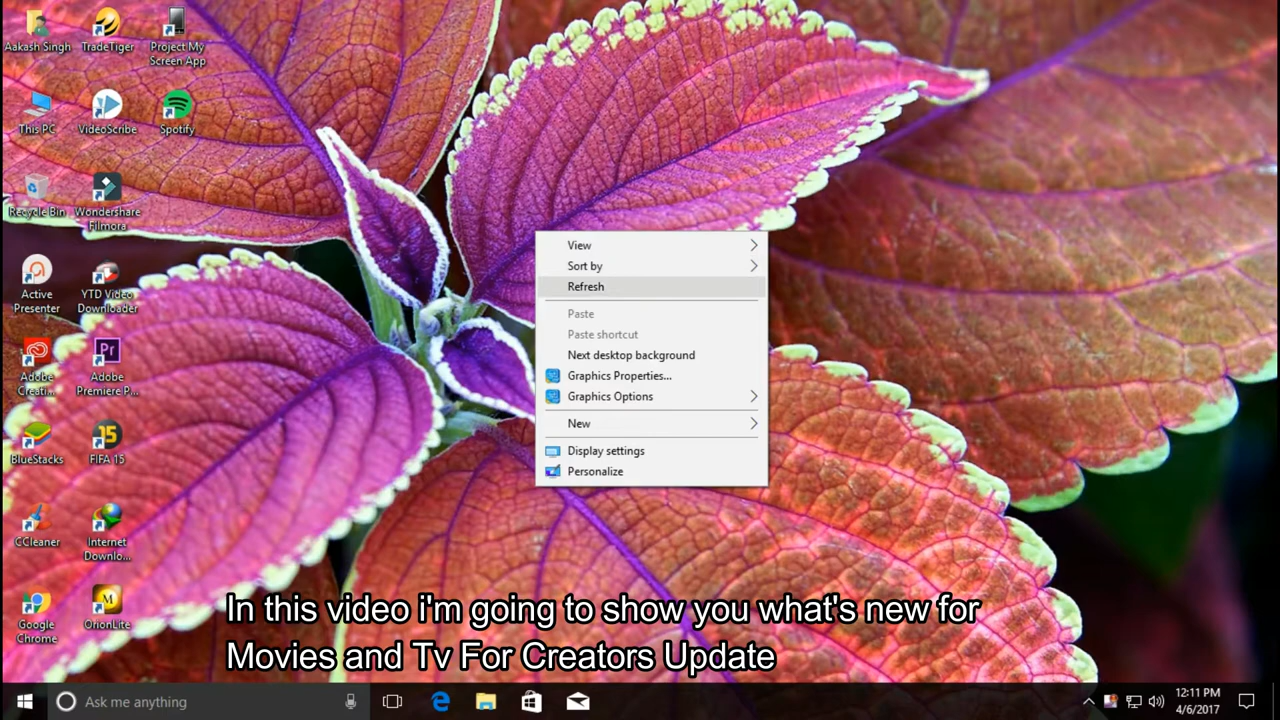 Aakash Singh
TradeTiger
Project My
Screen App
This PC
VideoScribe
Spotify
Recycle Bin
Wondershare
Filmora
Active
Presenter
YTD Video
Downloader
Adobe
Creati...
Pr
Adobe
Premiere P...
BlueStacks
15
FIFA 15
CCleaner
Internet
Downlo...
Google
Chrome
M
OrionLite
View
Sort by
Refresh
Paste
Paste shortcut
Next desktop background
Graphics Properties...
Graphics Options
New
Display settings
Personalize
In this video i'm going to show you what's new for
Movies and Tv For Creators Update
Ask me anything
12:11 PM
4/6/2017